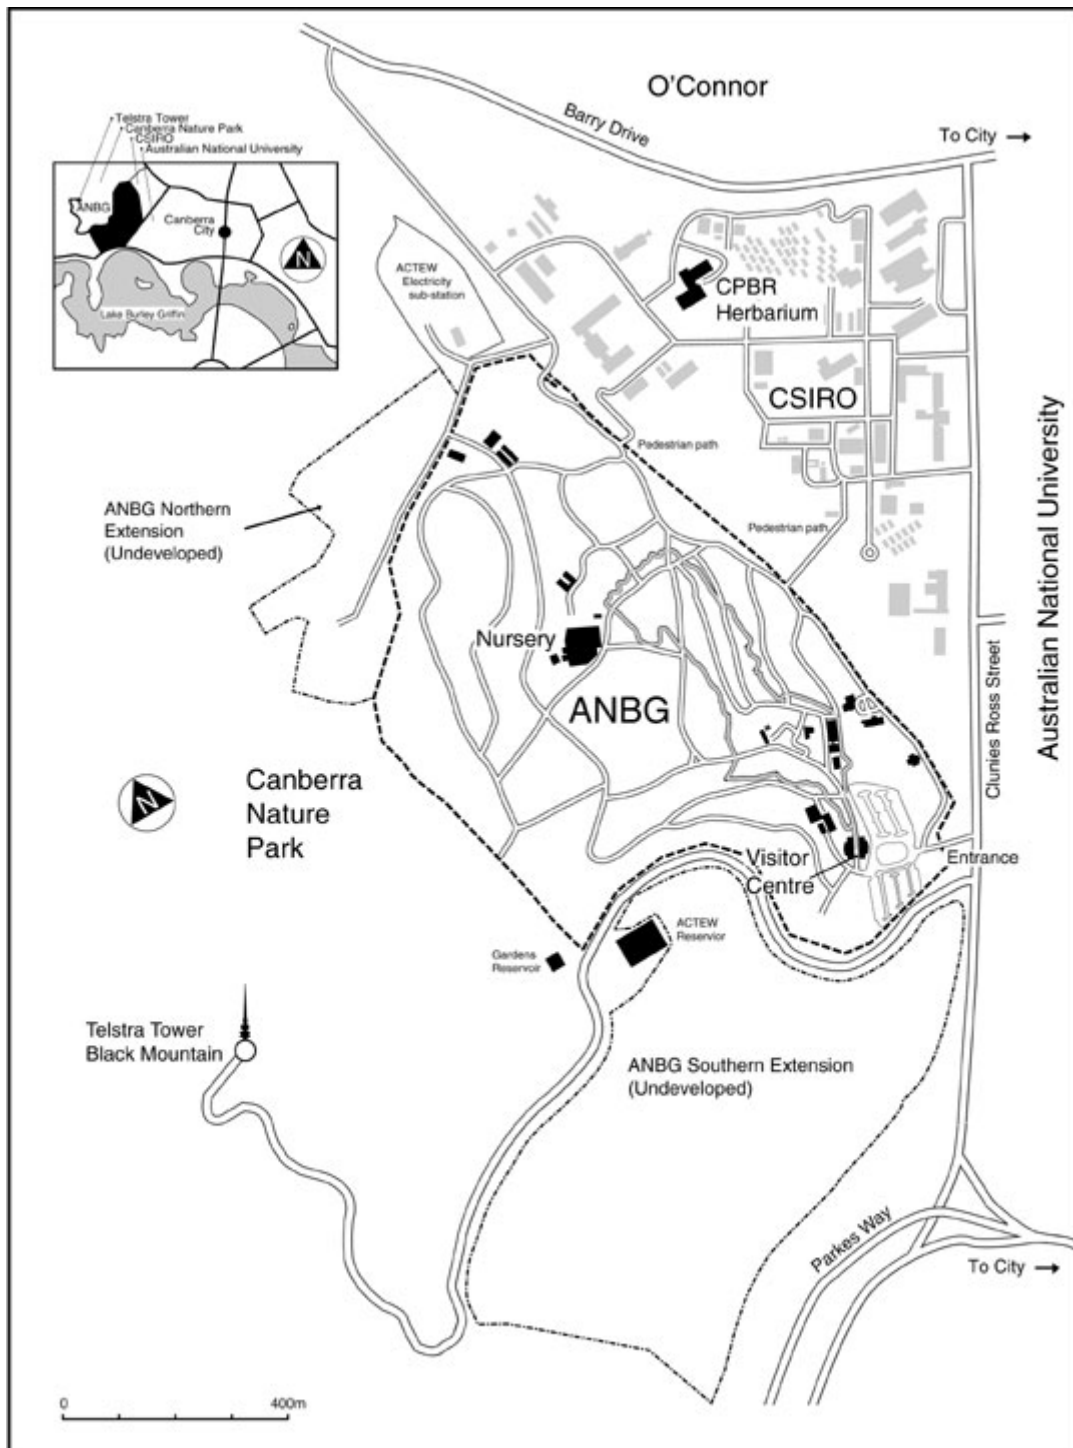 O'Connor
Barry Drive
To City
Telstra Tower
Canberra Nature Park
CSIRO
Australian National University
ANBG
Canberra
City
N
Lake Burley Griffin
ACTEW
Electricity
sub-station
CPBR
Herbarium
CSIRO
Australian National University
Pedestrian path
ANBG Northern
Extension
(Undeveloped)
Pedestrian path
Nursery
Clunies Ross Street
ANBG
N
Canberra
Nature
Park
Visitor
Centre
Entrance
ACTEW
Reservior
Gardens
Reservoir
Telstra Tower
Black Mountain
ANBG Southern Extension
(Undeveloped)
Parkes Way
To City
0 400m